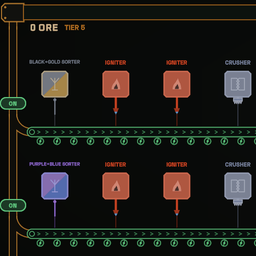 0 ORE TIER 5
BLACK+GOLD SORTER IGNITER IGNITER CRUSHER
ON
PURPLE+BLUE SORTER IGNITER IGNITER CRUSHER
ON